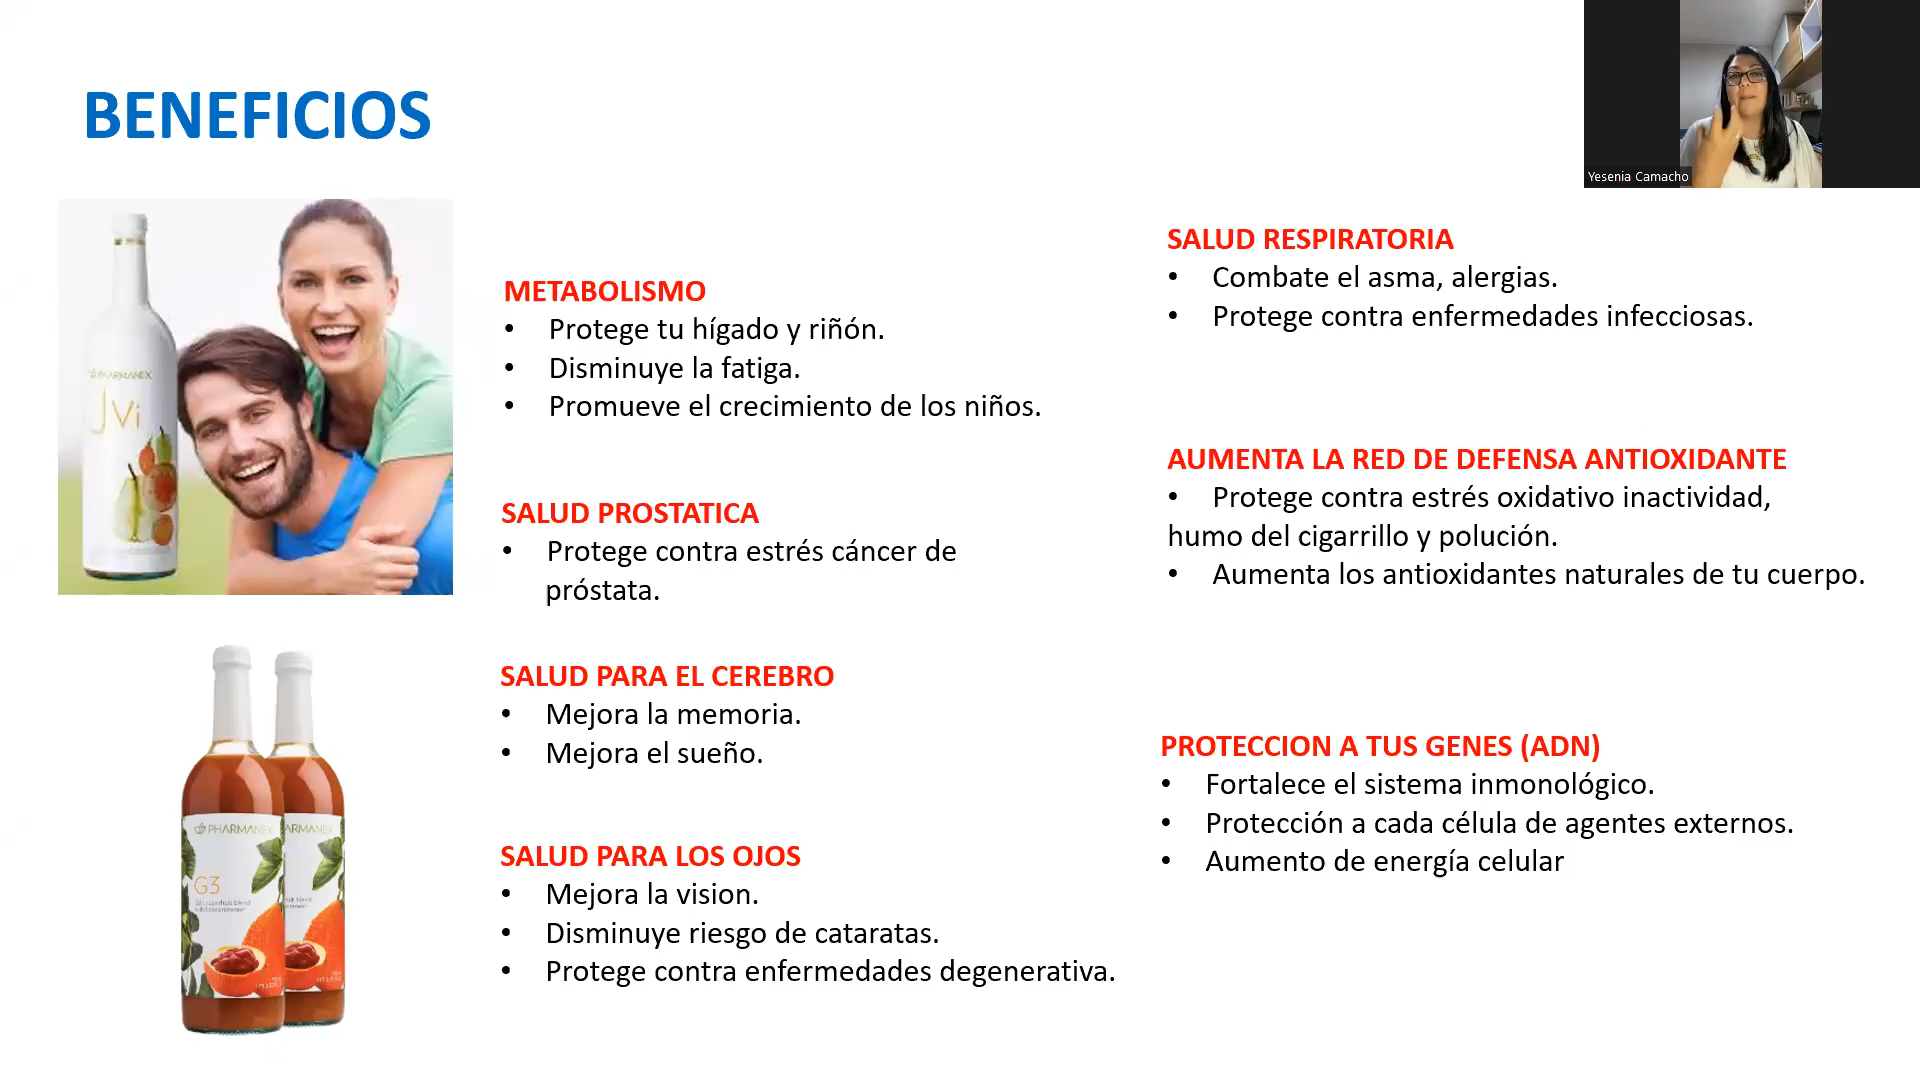 BENEFICIOS
Yesenia Camacho
PHARMANEX
JVi
METABOLISMO
• Protege tu hígado y riñón.
• Disminuye la fatiga.
• Promueve el crecimiento de los niños.
SALUD PROSTATICA
• Protege contra estrés cáncer de
próstata.
SALUD PARA EL CEREBRO
• Mejora la memoria.
• Mejora el sueño.
SALUD PARA LOS OJOS
• Mejora la vision.
• Disminuye riesgo de cataratas.
• Protege contra enfermedades degenerativa.
PHARMANEX
G3
SALUD RESPIRATORIA
• Combate el asma, alergias.
• Protege contra enfermedades infecciosas.
AUMENTA LA RED DE DEFENSA ANTIOXIDANTE
• Protege contra estrés oxidativo inactividad,
humo del cigarrillo y polución.
• Aumenta los antioxidantes naturales de tu cuerpo.
PROTECCION A TUS GENES (ADN)
• Fortalece el sistema inmonológico.
• Protección a cada célula de agentes externos.
• Aumento de energía celular